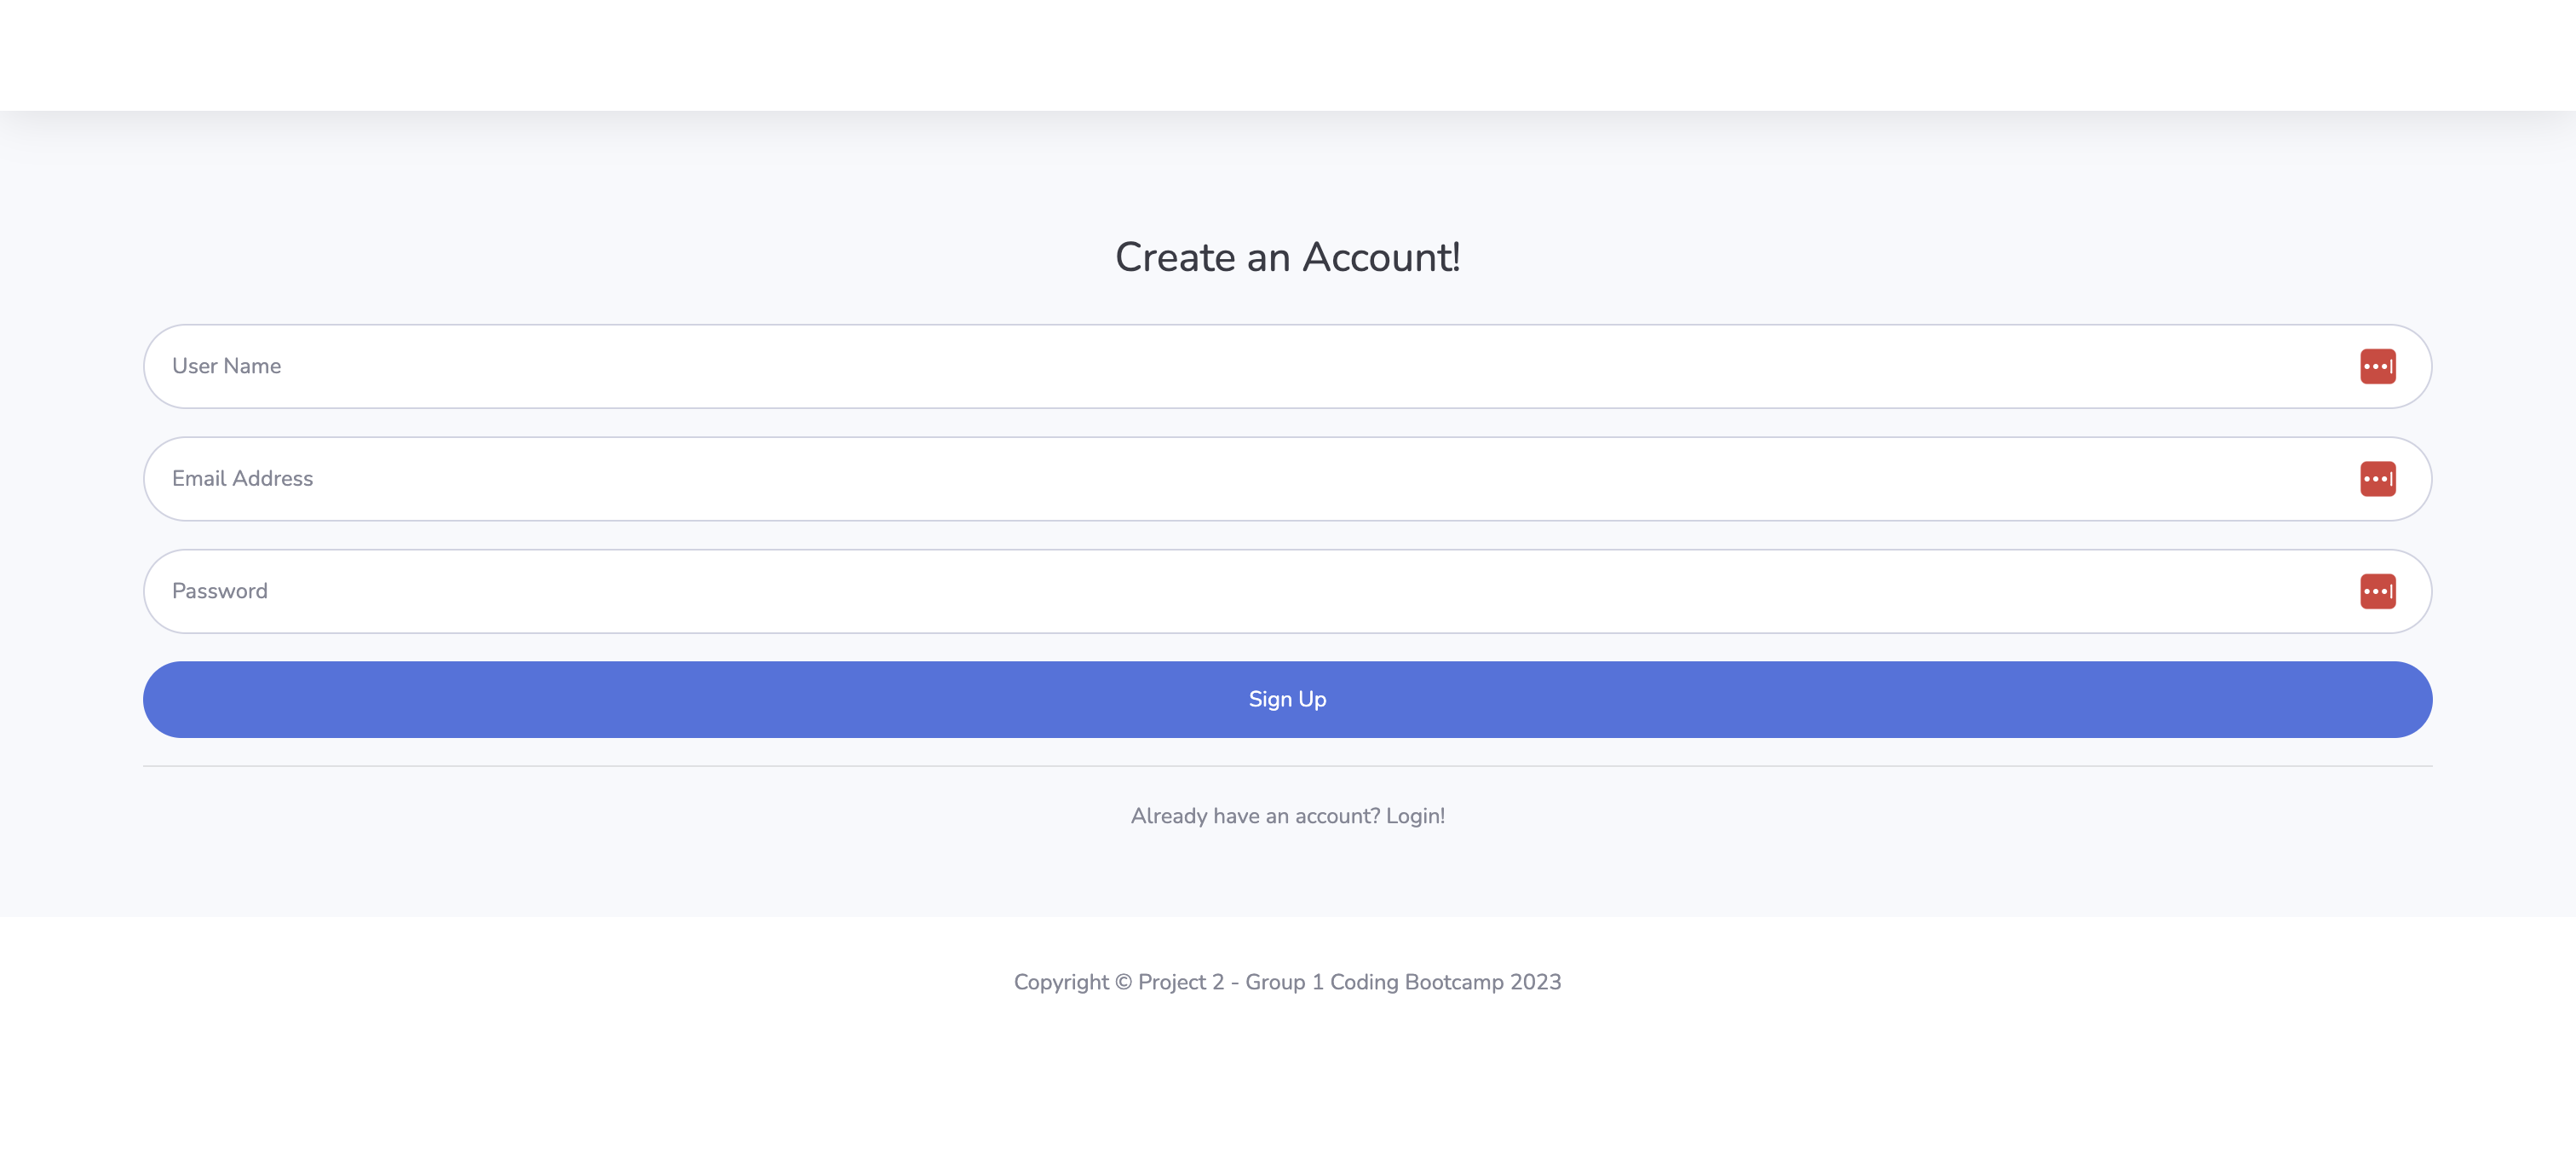 Create an Account!
User Name
Email Address
Password
Sign Up
Already have an account? Login!
Copyright © Project 2 - Group 1 Coding Bootcamp 2023